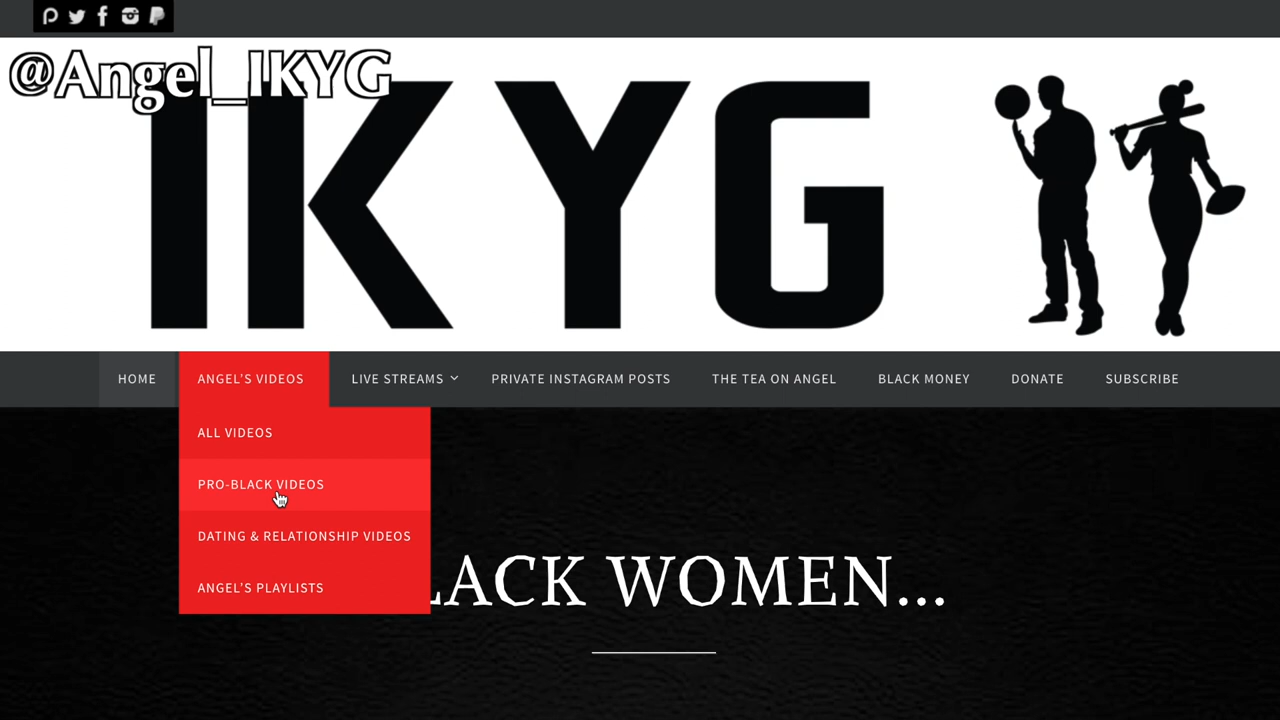 @Angel_IKYG
IKYG
HOME ANGEL'S VIDEOS LIVE STREAMS PRIVATE INSTAGRAM POSTS THE TEA ON ANGEL BLACK MONEY DONATE SUBSCRIBE
ALL VIDEOS
PRO-BLACK VIDEOS
DATING & RELATIONSHIP VIDEOS
ANGEL'S PLAYLISTS
LACK WOMEN...